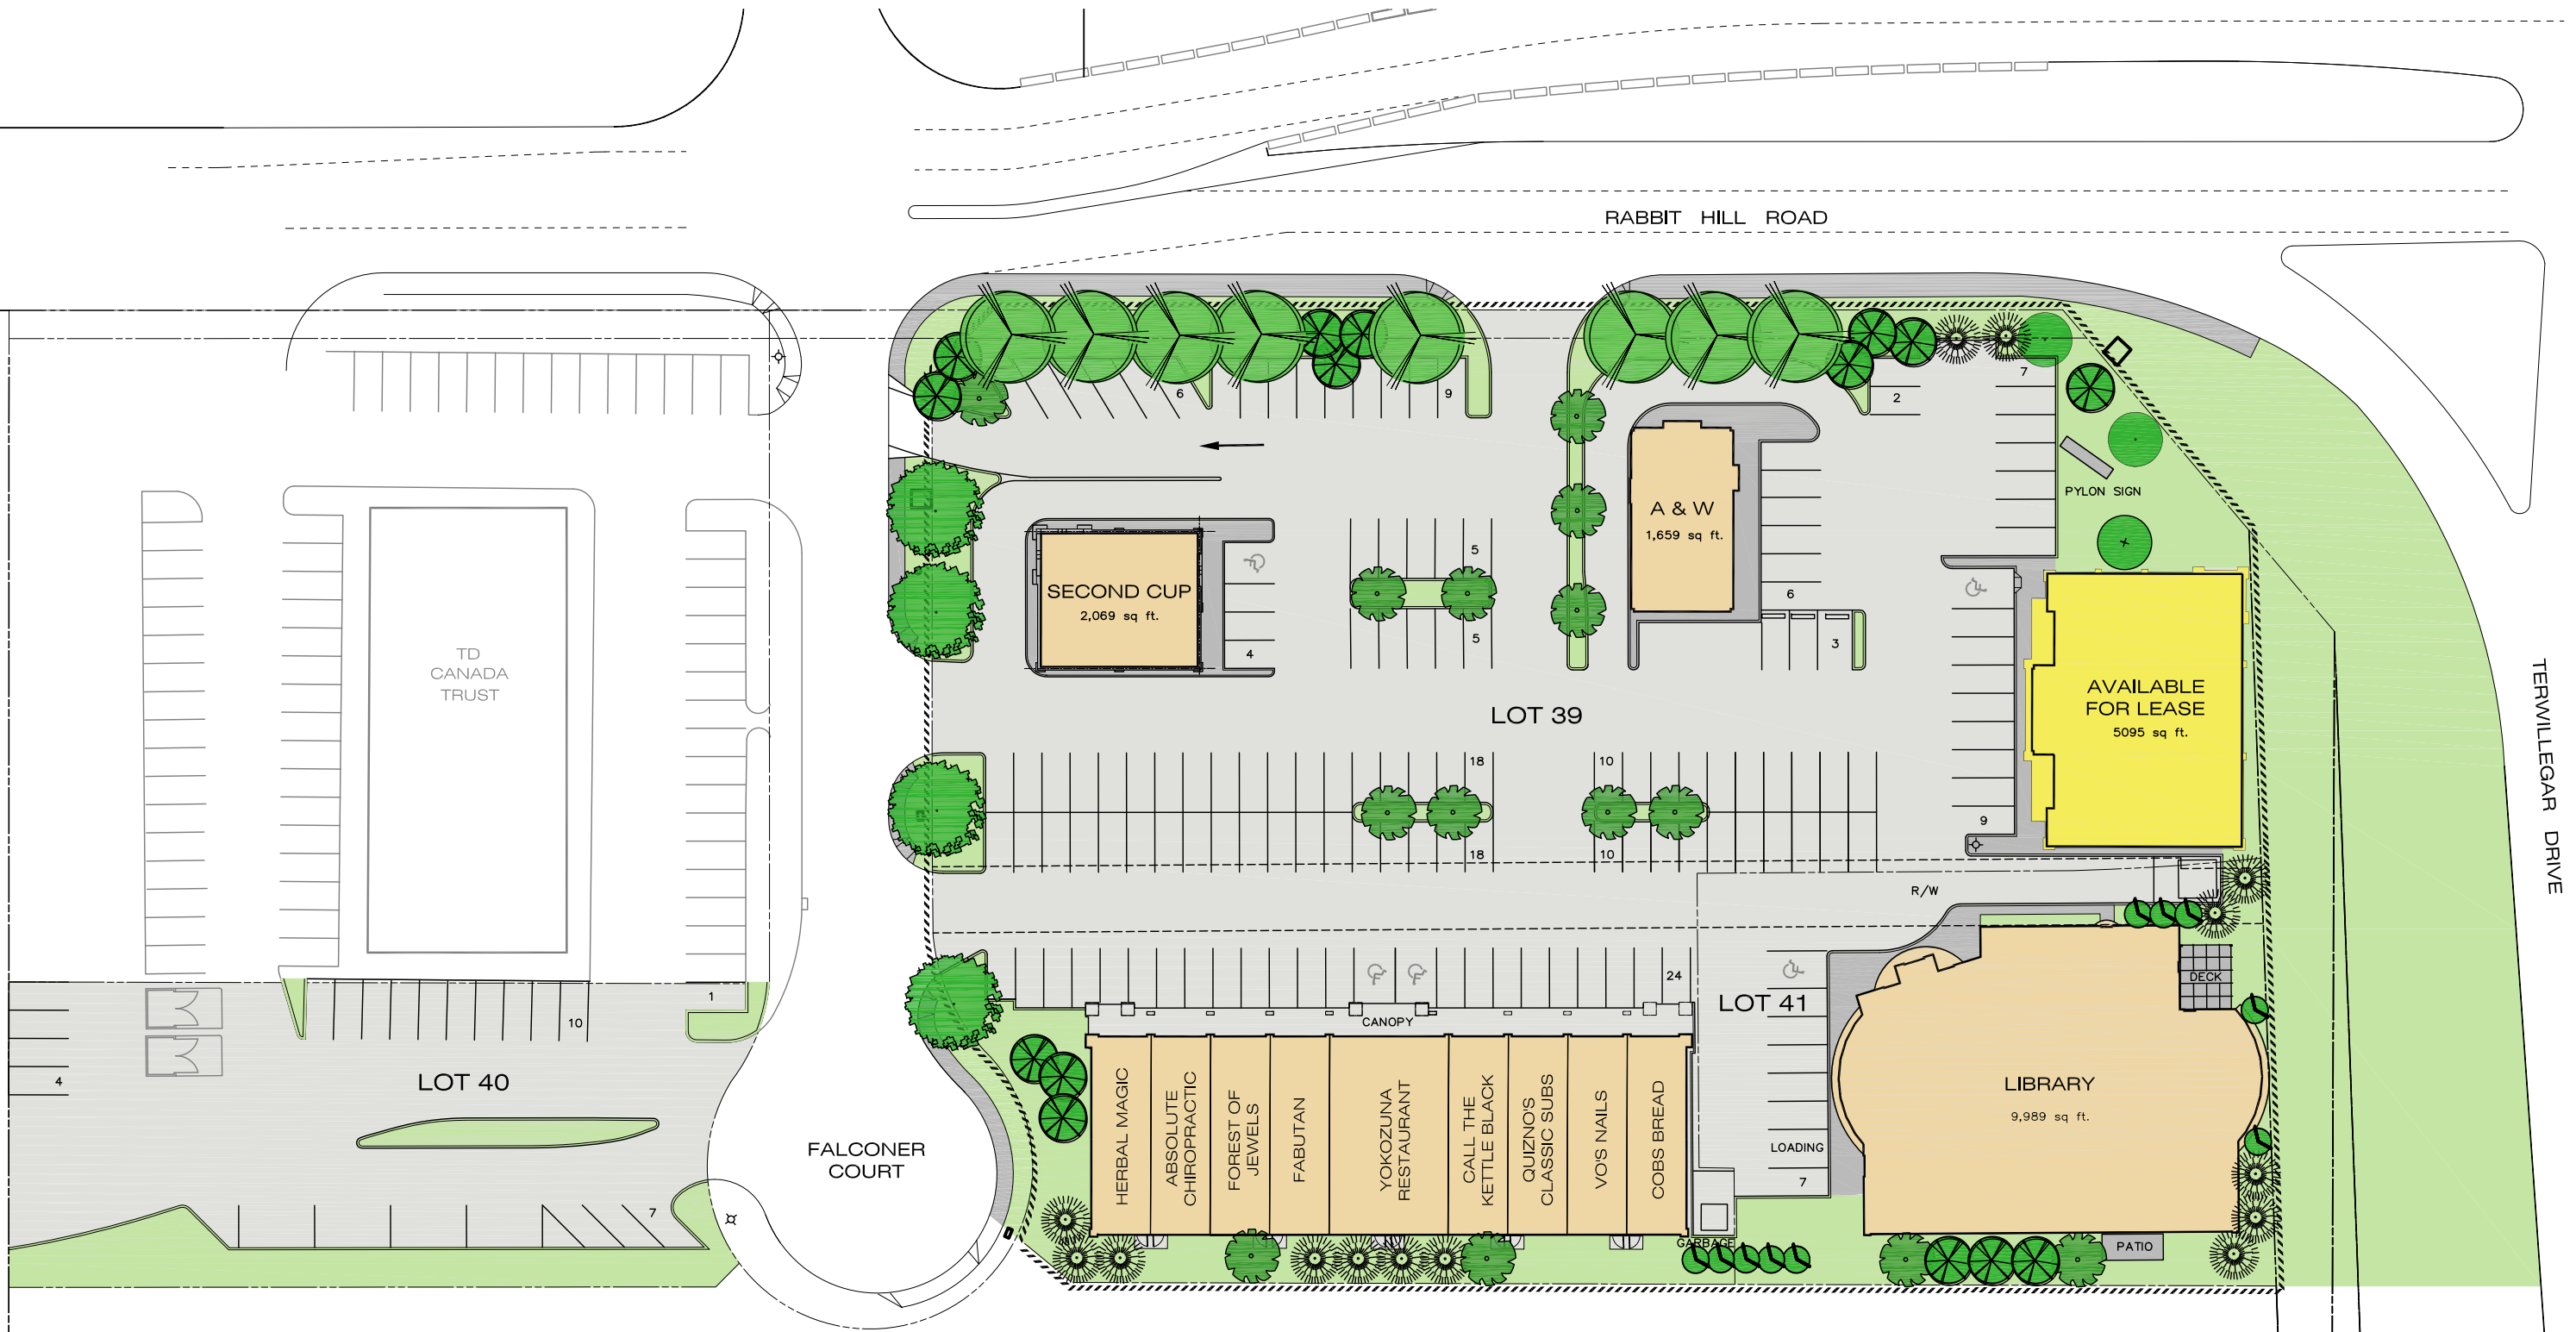 RABBIT HILL ROAD
6
9
2
7
PYLON SIGN
A & W
1,659 sq ft.
SECOND CUP
2,069 sq ft.
5
5
4
6
3
TD
CANADA
TRUST
AVAILABLE
FOR LEASE
5095 sq ft.
TERWILLEGAR DRIVE
LOT 39
18
10
9
18
10
R/W
24
DECK
1
10
LOT 41
CANOPY
4
LOT 40
LIBRARY
9,989 sq ft.
FALCONER
COURT
HERBAL MAGIC
ABSOLUTE
CHIROPRACTIC
FOREST OF
JEWELS
FABUTAN
YOKOZUNA
RESTAURANT
CALL THE
KETTLE BLACK
QUIZNO'S
CLASSIC SUBS
VO'S NAILS
COBS BREAD
LOADING
7
7
GARBAGE
PATIO